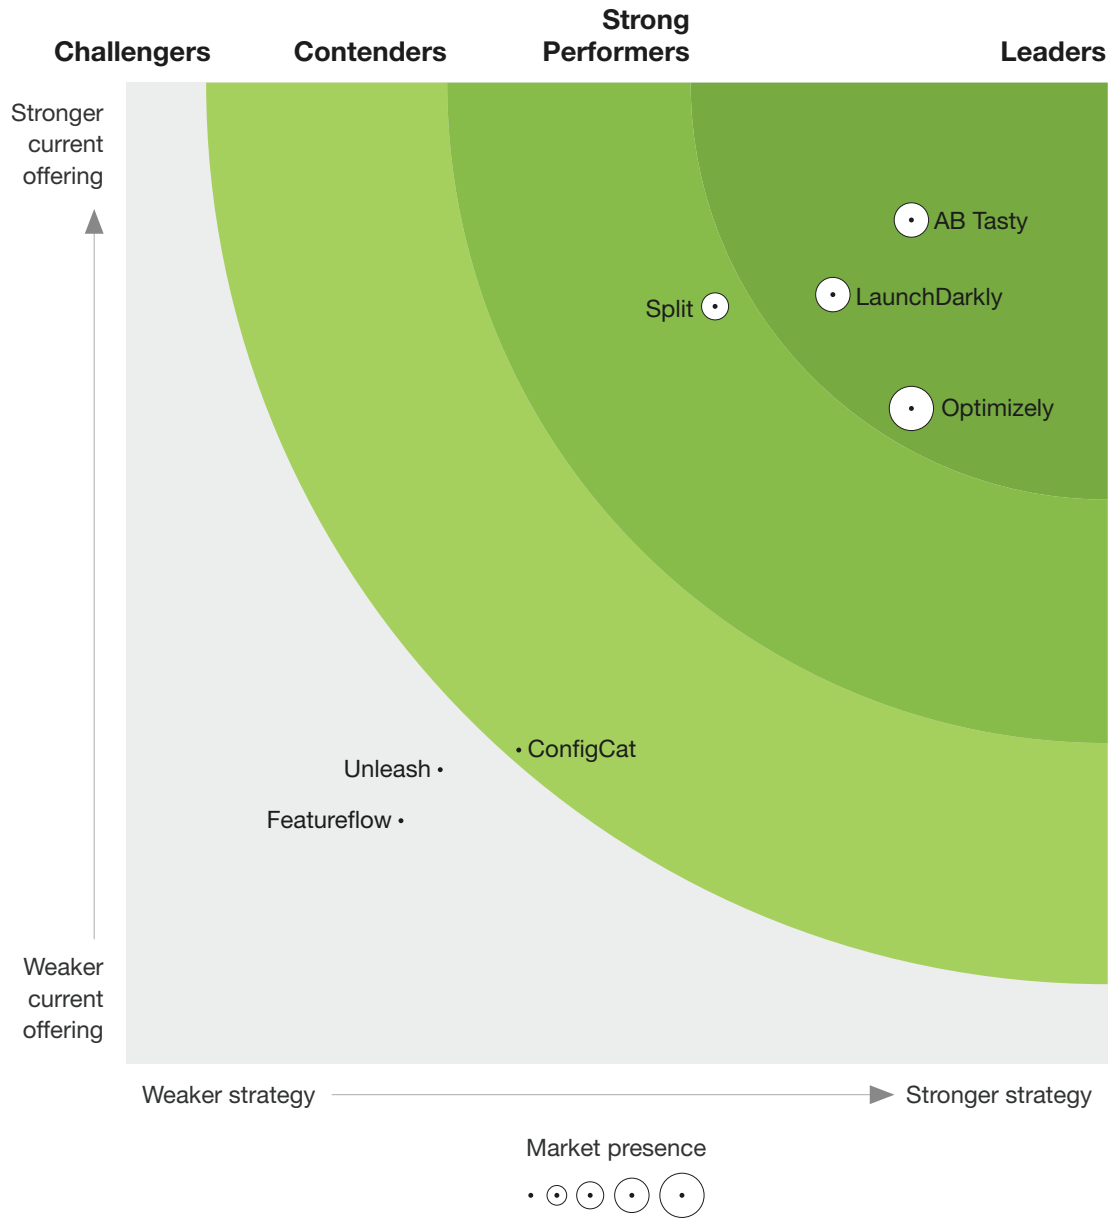 Challengers
Contenders
Strong
Performers
Leaders
Stronger
current
offering
AB Tasty
LaunchDarkly
Split
Optimizely
ConfigCat
Unleash
Featureflow
Weaker
current
offering
Weaker strategy
Stronger strategy
Market presence